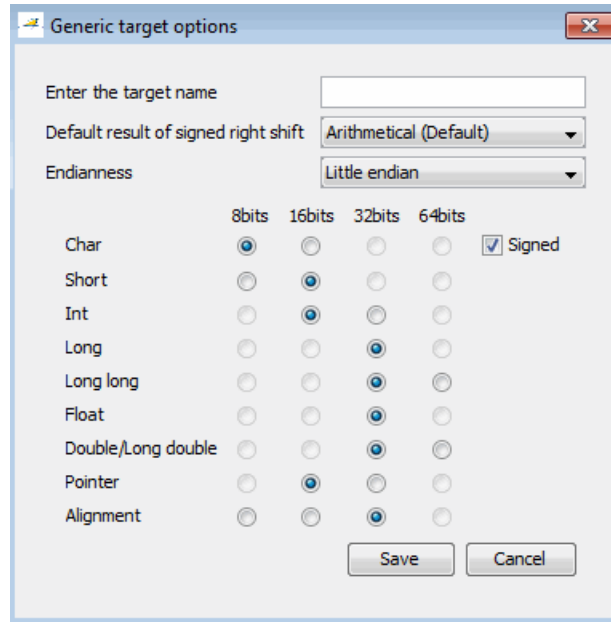 Generic target options
Enter the target name
Default result of signed right shift Arithmetical (Default)
Endianness Little endian
8bits 16bits 32bits 64bits
Char Signed
Short
Int
Long
Long long
Float
Double/Long double
Pointer
Alignment
Save Cancel